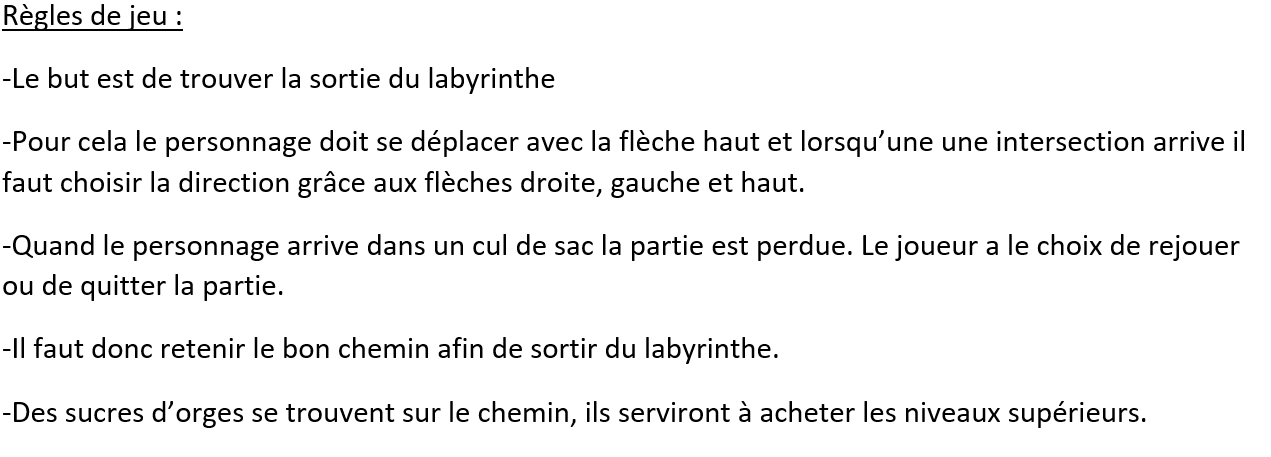 Règles de jeu :
-Le but est de trouver la sortie du labyrinthe
-Pour cela le personnage doit se déplacer avec la flèche haut et lorsqu’une une intersection arrive il
faut choisir la direction grâce aux flèches droite, gauche et haut.
-Quand le personnage arrive dans un cul de sac la partie est perdue. Le joueur a le choix de rejouer
ou de quitter la partie.
-Il faut donc retenir le bon chemin afin de sortir du labyrinthe.
-Des sucres d’orges se trouvent sur le chemin, ils serviront à acheter les niveaux supérieurs.